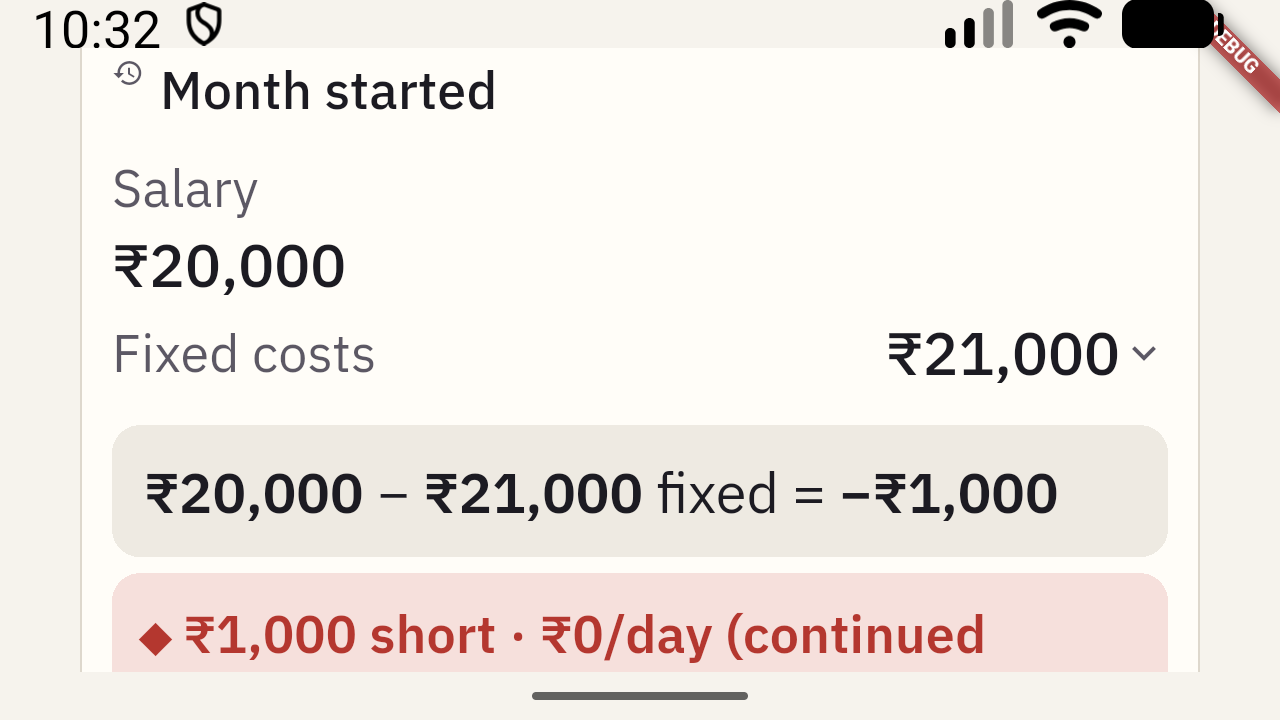 10:32
DEBUG
Month started
Salary
₹20,000
Fixed costs ₹21,000
₹20,000 − ₹21,000 fixed = −₹1,000
◆ ₹1,000 short · ₹0/day (continued